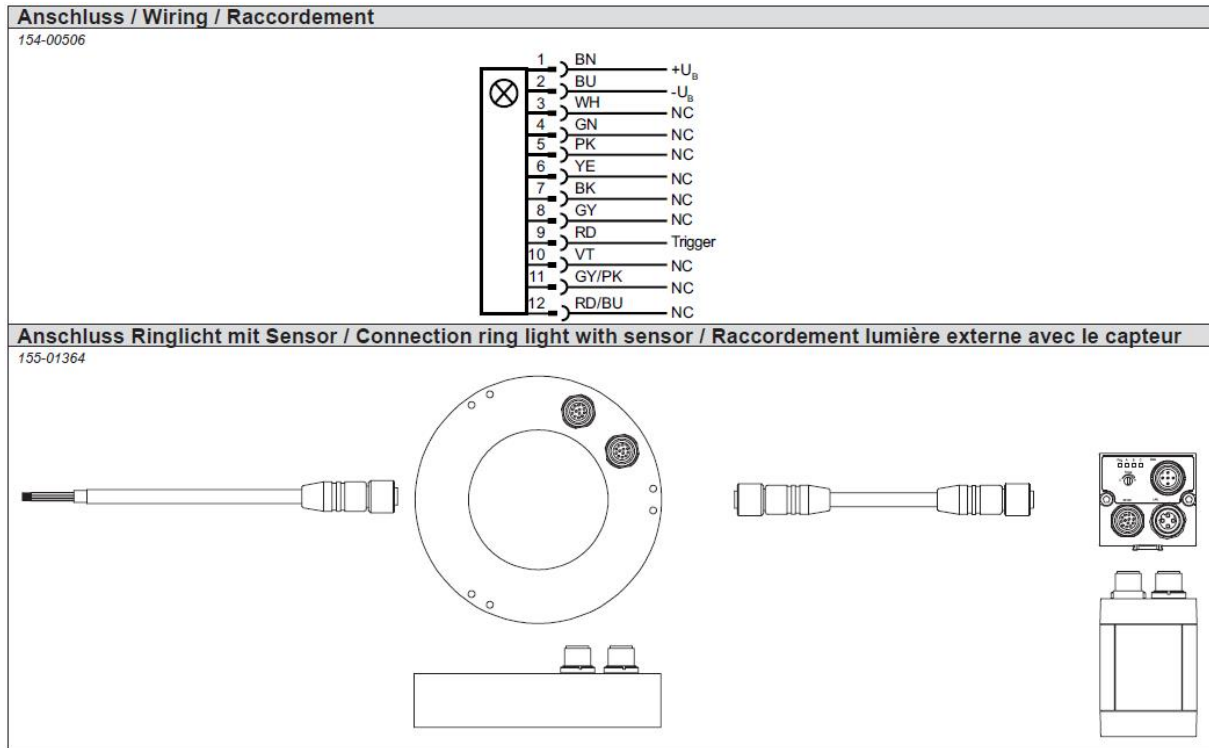 Anschluss / Wiring / Raccordement
154-00506
1 BN +UB
2 BU -UB
3 WH NC
4 GN NC
5 PK NC
6 YE NC
7 BK NC
8 GY NC
9 RD Trigger
10 VT NC
11 GY/PK NC
12 RD/BU NC
Anschluss Ringlicht mit Sensor / Connection ring light with sensor / Raccordement lumière externe avec le capteur
155-01364